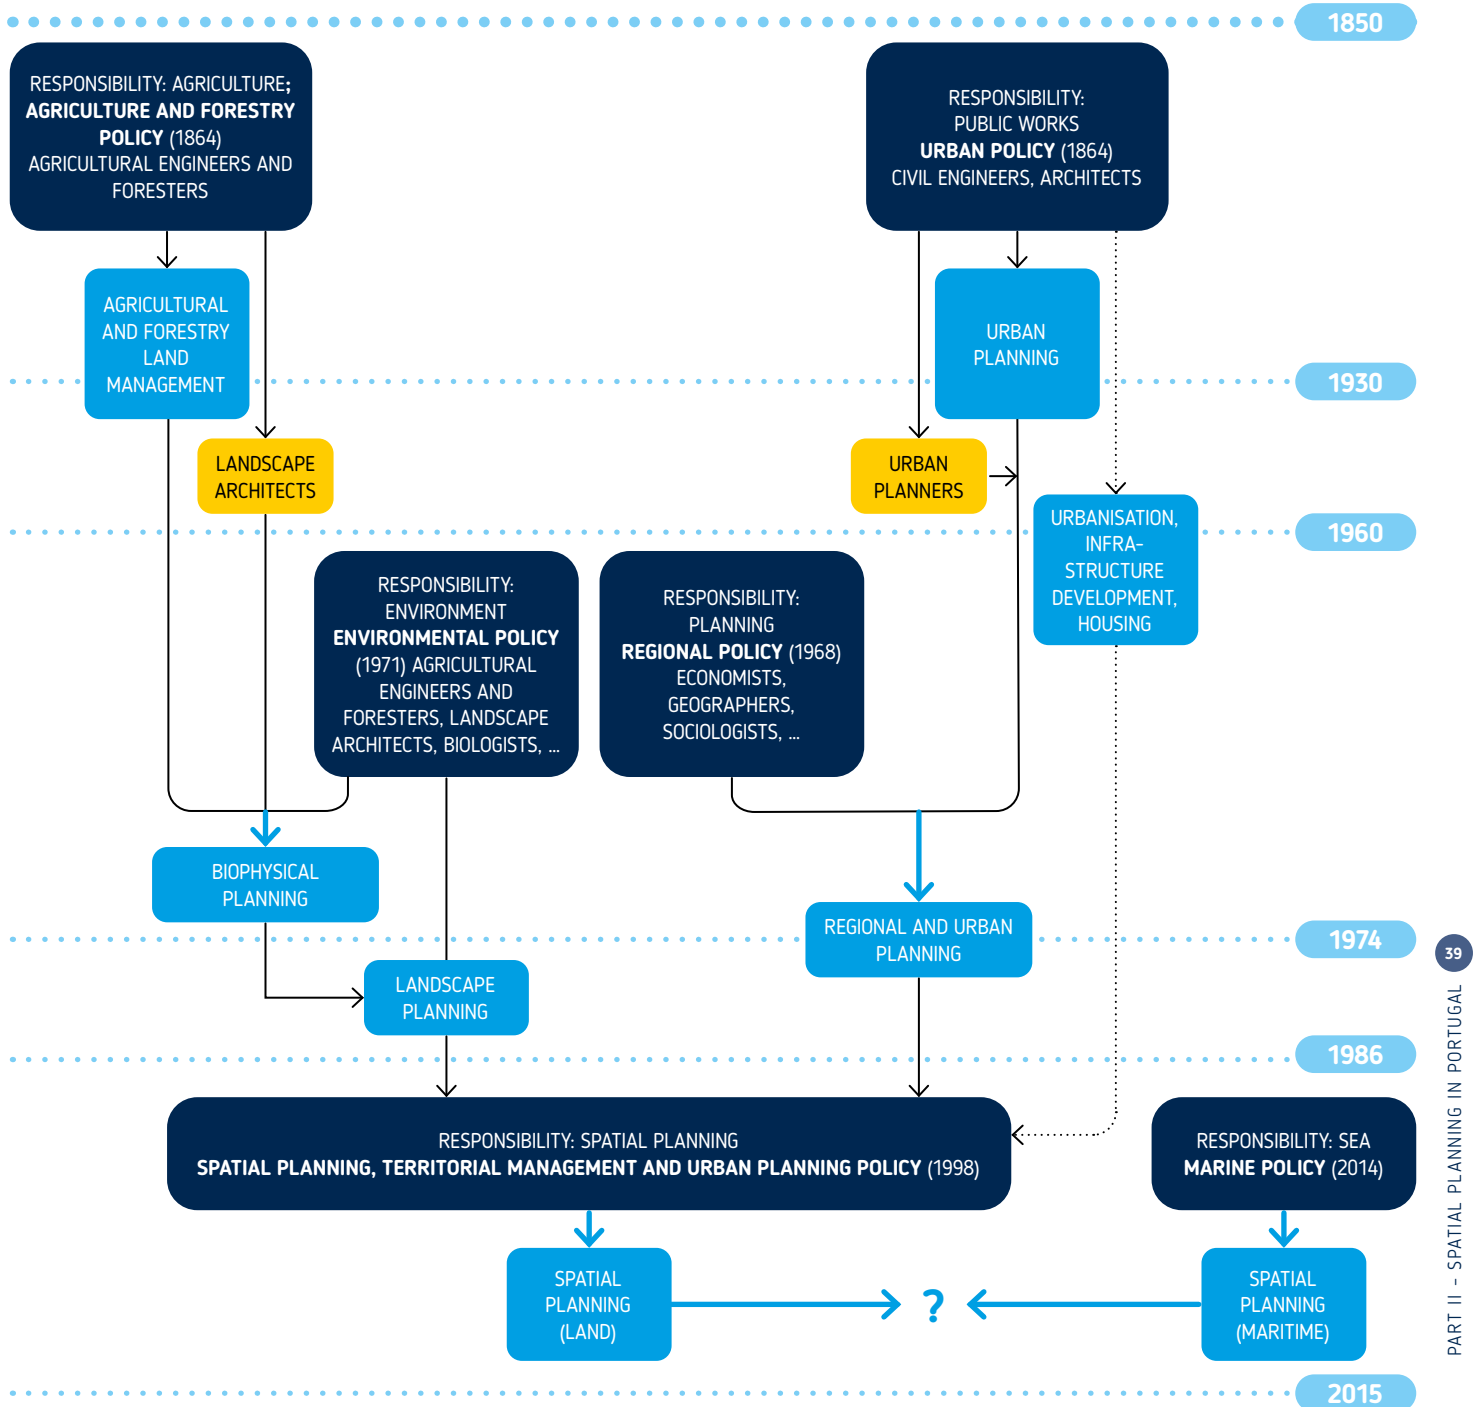 1850
RESPONSIBILITY: AGRICULTURE;
AGRICULTURE AND FORESTRY
POLICY (1864)
AGRICULTURAL ENGINEERS AND
FORESTERS
RESPONSIBILITY:
PUBLIC WORKS
URBAN POLICY (1864)
CIVIL ENGINEERS, ARCHITECTS
AGRICULTURAL
AND FORESTRY
LAND
MANAGEMENT
URBAN
PLANNING
1930
LANDSCAPE
ARCHITECTS
URBAN
PLANNERS
URBANISATION,
INFRA-
STRUCTURE
DEVELOPMENT,
HOUSING
1960
RESPONSIBILITY:
ENVIRONMENT
ENVIRONMENTAL POLICY
(1971) AGRICULTURAL
ENGINEERS AND
FORESTERS, LANDSCAPE
ARCHITECTS, BIOLOGISTS, ...
RESPONSIBILITY:
PLANNING
REGIONAL POLICY (1968)
ECONOMISTS,
GEOGRAPHERS,
SOCIOLOGISTS, ...
BIOPHYSICAL
PLANNING
REGIONAL AND URBAN
PLANNING
1974
LANDSCAPE
PLANNING
1986
RESPONSIBILITY: SPATIAL PLANNING
SPATIAL PLANNING, TERRITORIAL MANAGEMENT AND URBAN PLANNING POLICY (1998)
RESPONSIBILITY: SEA
MARINE POLICY (2014)
SPATIAL
PLANNING
(LAND)
?
SPATIAL
PLANNING
(MARITIME)
2015
39
PART II - SPATIAL PLANNING IN PORTUGAL